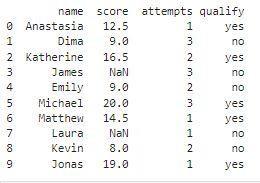 name score attempts qualify
0 Anastasia 12.5 1 yes
1 Dima 9.0 3 no
2 Katherine 16.5 2 yes
3 James NaN 3 no
4 Emily 9.0 2 no
5 Michael 20.0 3 yes
6 Matthew 14.5 1 yes
7 Laura NaN 1 no
8 Kevin 8.0 2 no
9 Jonas 19.0 1 yes